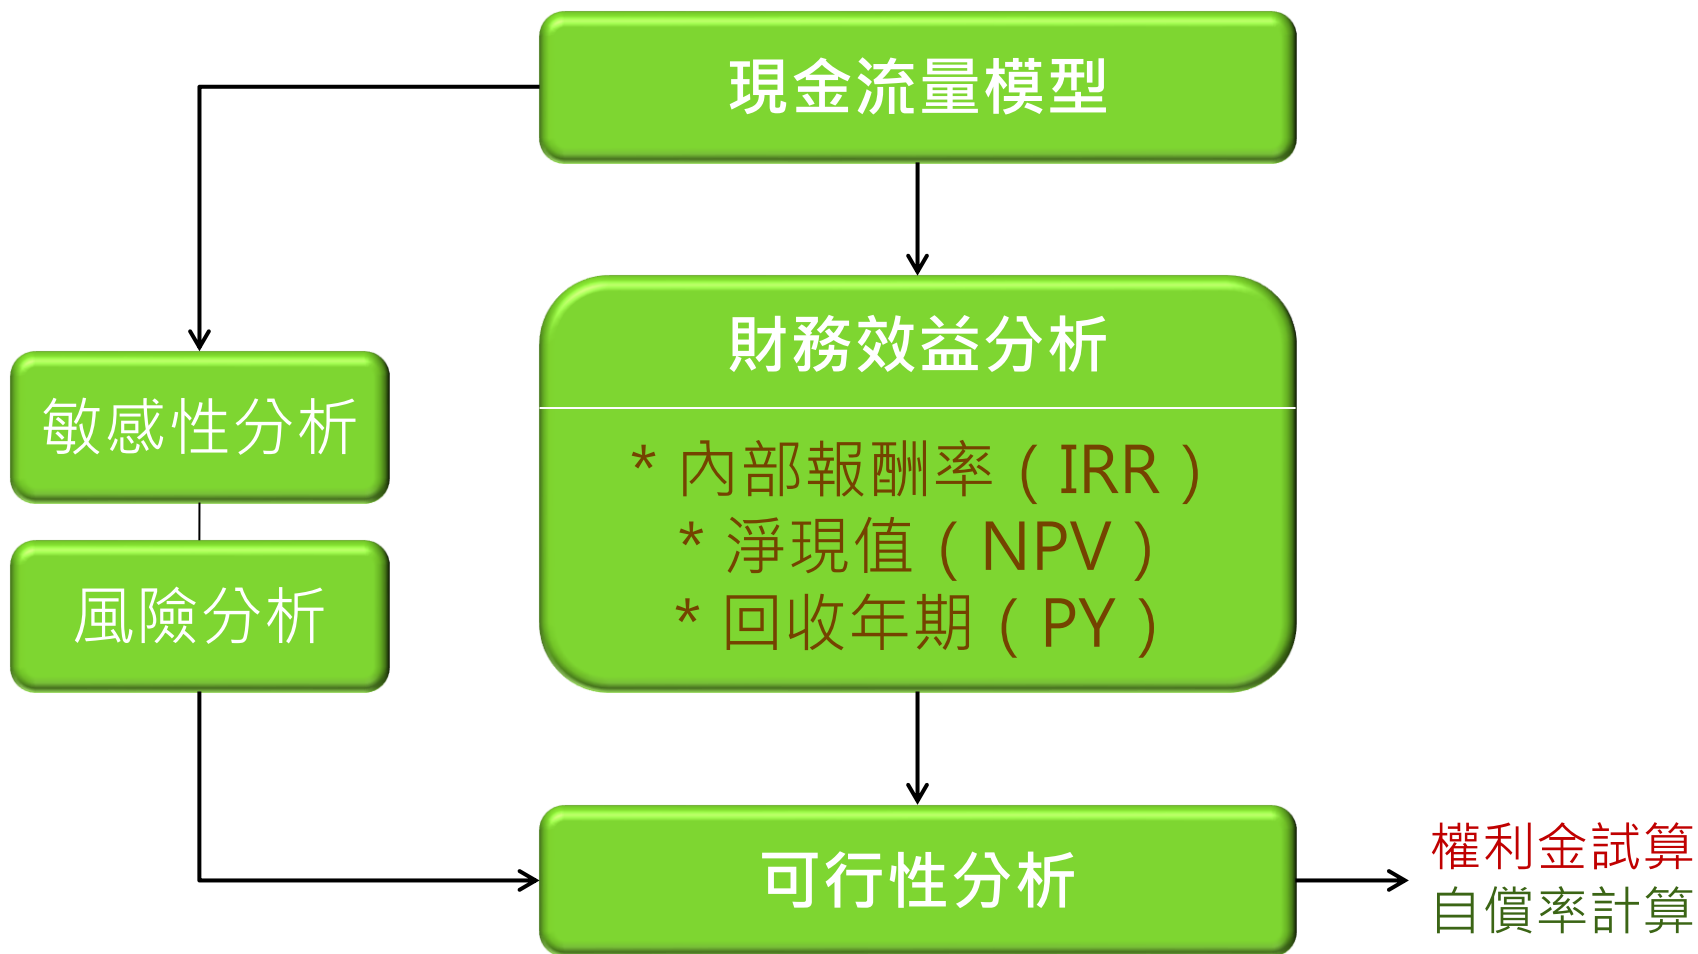 現金流量模型
財務效益分析
敏感性分析
* 內部報酬率（IRR）
* 淨現值（NPV）
* 回收年期（PY）
風險分析
可行性分析
權利金試算
自償率計算